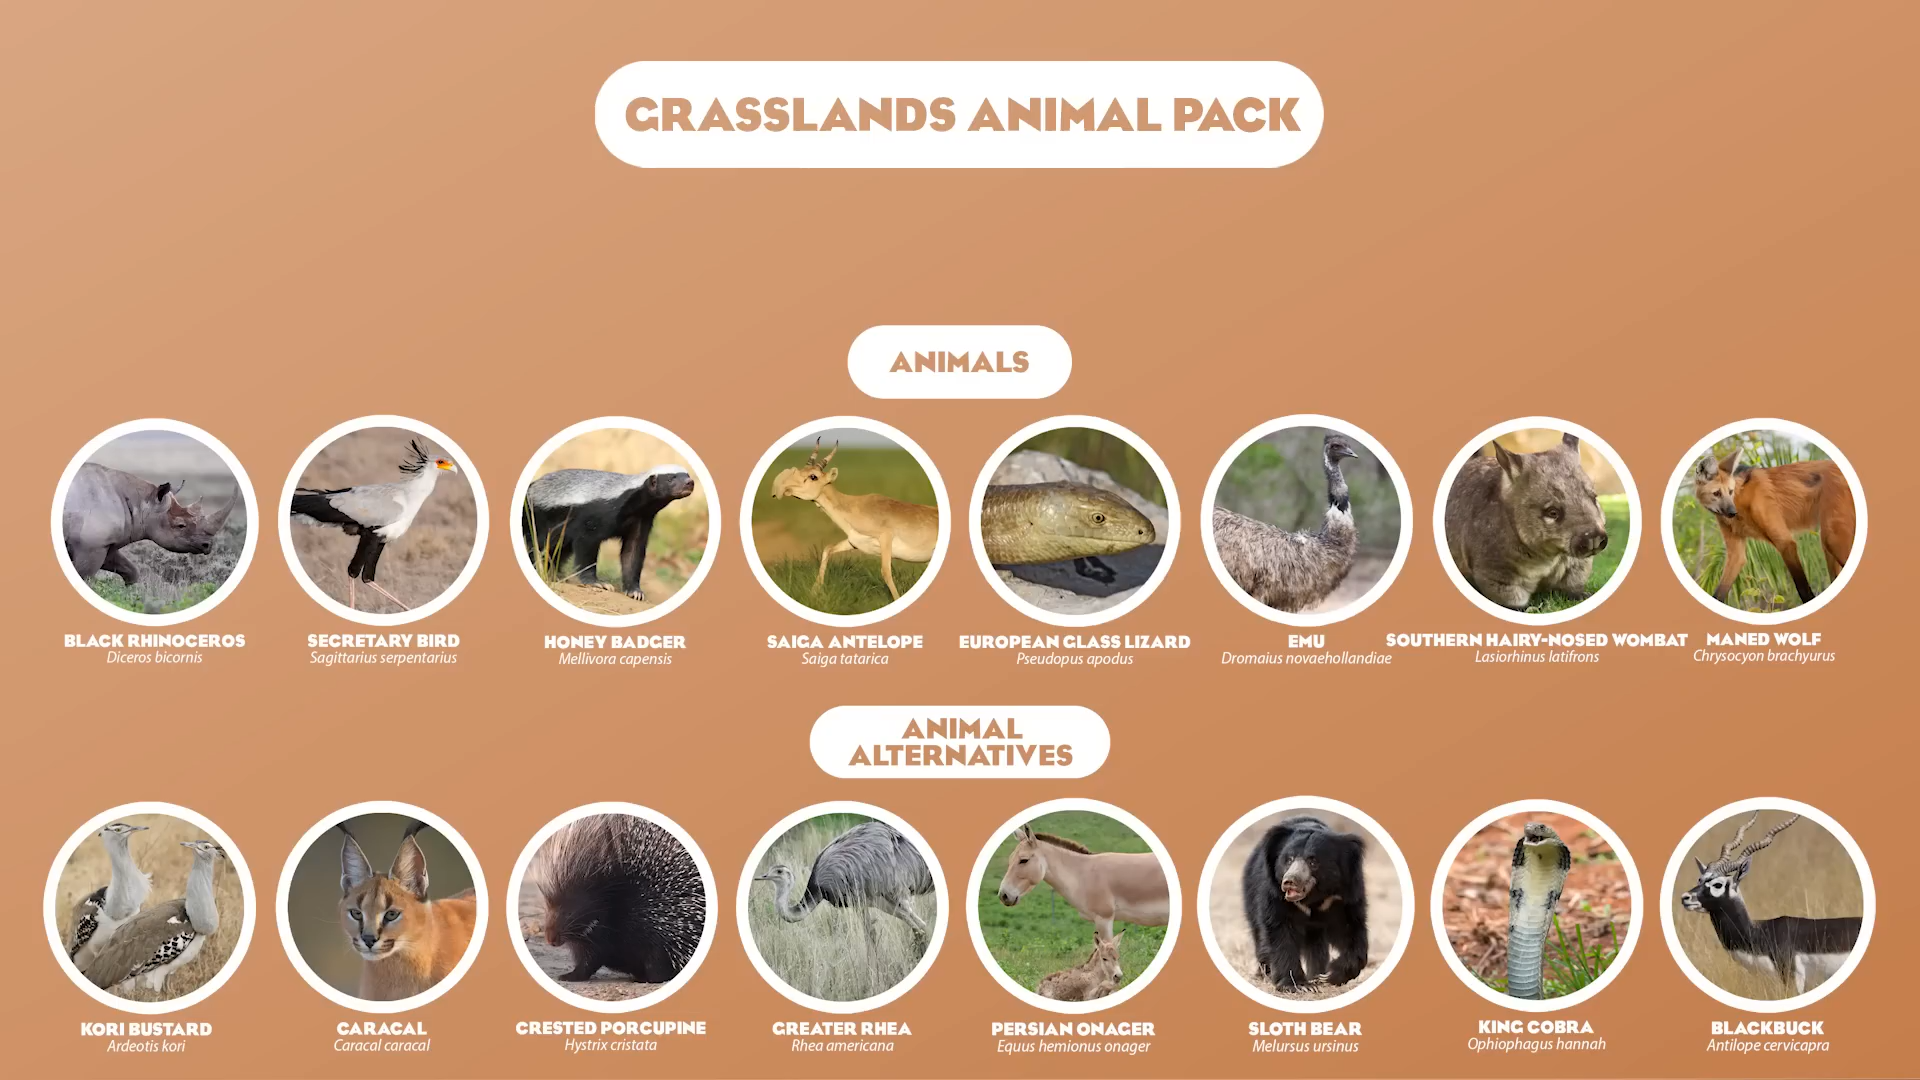 GRASSLANDS ANIMAL PACK
ANIMALS
BLACK RHINOCEROS
Diceros bicornis
SECRETARY BIRD
Sagittarius serpentarius
HONEY BADGER
Mellivora capensis
SAIGA ANTELOPE
Saiga tatarica
EUROPEAN GLASS LIZARD
Pseudopus apodus
EMU
Dromaius novaehollandiae
SOUTHERN HAIRY-NOSED WOMBAT
Lasiorhinus latifrons
MANED WOLF
Chrysocyon brachyurus
ANIMAL
ALTERNATIVES
KORI BUSTARD
Ardeotis kori
CARACAL
Caracal caracal
CRESTED PORCUPINE
Hystrix cristata
GREATER RHEA
Rhea americana
PERSIAN ONAGER
Equus hemionus onager
SLOTH BEAR
Melursus ursinus
KING COBRA
Ophiophagus hannah
BLACKBUCK
Antilope cervicapra